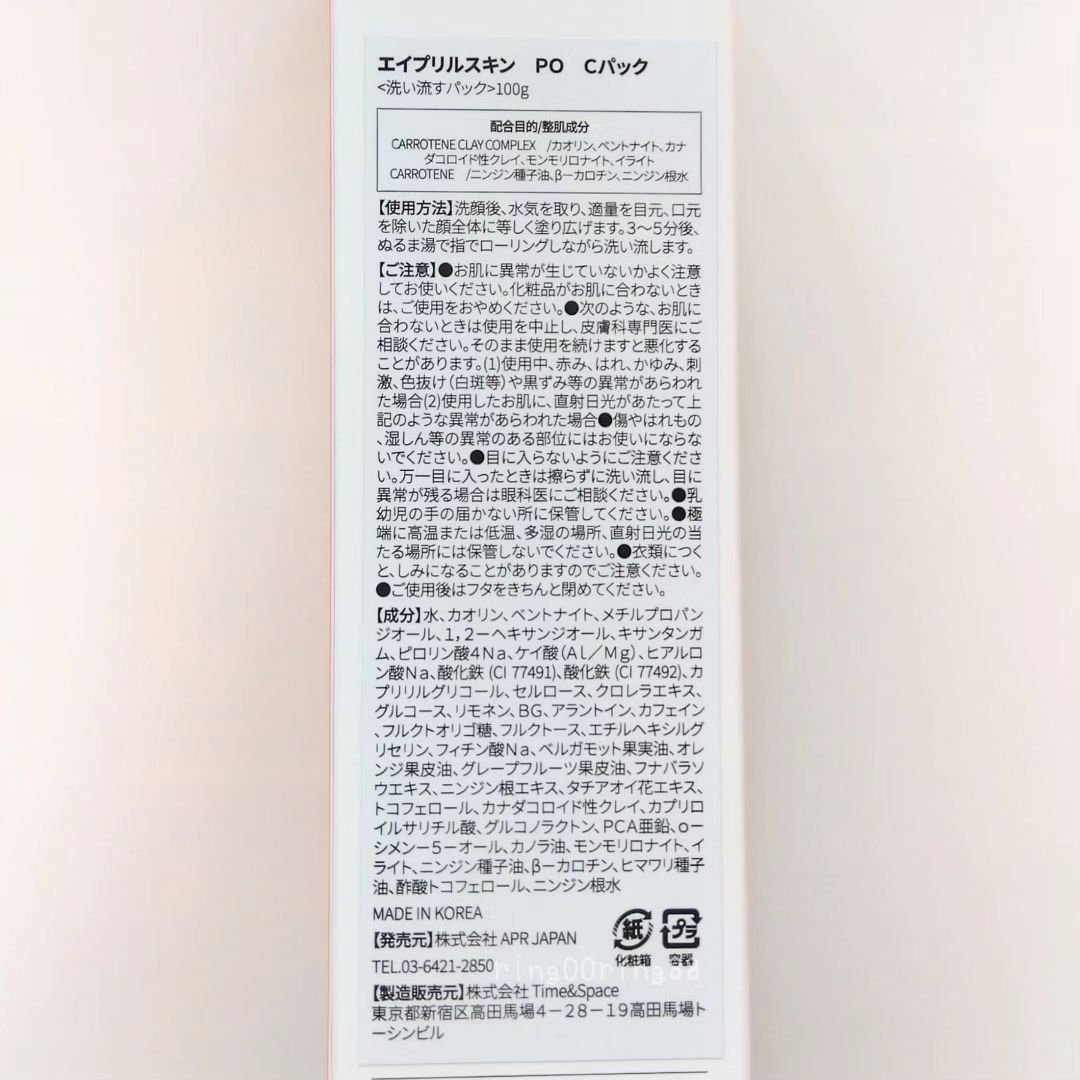 エイプリルスキン　PO　Cパック
<洗い流すパック>100g
配合目的/整肌成分
CARROTENE CLAY COMPLEX　/カオリン、ベントナイト、カナ
ダコロイド性クレイ、モンモリロナイト、イライト
CARROTENE　/ニンジン種子油、β－カロチン、ニンジン根水
【使用方法】洗顔後、水気を取り、適量を目元、口元
を除いた顔全体に等しく塗り広げます。3～5分後、
ぬるま湯で指でローリングしながら洗い流します。
【ご注意】●お肌に異常が生じていないかよく注意
してお使いください。化粧品がお肌に合わないとき
は、ご使用をおやめください。●次のような、お肌に
合わないときは使用を中止し、皮膚科専門医にご
相談ください。そのまま使用を続けますと悪化する
ことがあります。(1)使用中、赤み、はれ、かゆみ、刺
激、色抜け（白斑等）や黒ずみ等の異常があらわれ
た場合(2)使用したお肌に、直射日光があたって上
記のような異常があらわれた場合●傷やはれもの
、湿しん等の異常のある部位にはお使いにならな
いでください。●目に入らないようにご注意くださ
い。万一目に入ったときは擦らずに洗い流し、目に
異常が残る場合は眼科医にご相談ください。●乳
幼児の手の届かない所に保管してください。●極
端に高温または低温、多湿の場所、直射日光の当
たる場所には保管しないでください。●衣類につく
と、しみになることがありますのでご注意ください。
●ご使用後はフタをきちんと閉めてください。
【成分】水、カオリン、ベントナイト、メチルプロパン
ジオール、１，２－ヘキサンジオール、キサンタンガ
ム、ピロリン酸４Ｎａ、ケイ酸（Ａｌ／Ｍｇ）、ヒアルロ
ン酸Ｎａ、酸化鉄 (CI 77491)、酸化鉄 (CI 77492)、カ
プリリルグリコール、セルロース、クロレラエキス、
グルコース、リモネン、ＢＧ、アラントイン、カフェイン
、フルクトオリゴ糖、フルクトース、エチルヘキシルグ
リセリン、フィチン酸Ｎａ、ベルガモット果実油、オレ
ンジ果皮油、グレープフルーツ果皮油、フナバラソ
ウエキス、ニンジン根エキス、タチアオイ花エキス、
トコフェロール、カナダコロイド性クレイ、カプリロ
イルサリチル酸、グルコノラクトン、ＰＣＡ亜鉛、ｏ－
シメン－５－オール、カノラ油、モンモリロナイト、イ
ライト、ニンジン種子油、β－カロチン、ヒマワリ種子
油、酢酸トコフェロール、ニンジン根水
MADE IN KOREA
【発売元】株式会社 APR JAPAN
TEL.03-6421-2850
紙
化粧箱
プラ
容器
【製造販売元】株式会社 Time&Space
東京都新宿区高田馬場４－２８－１９高田馬場ト
ーシンビル